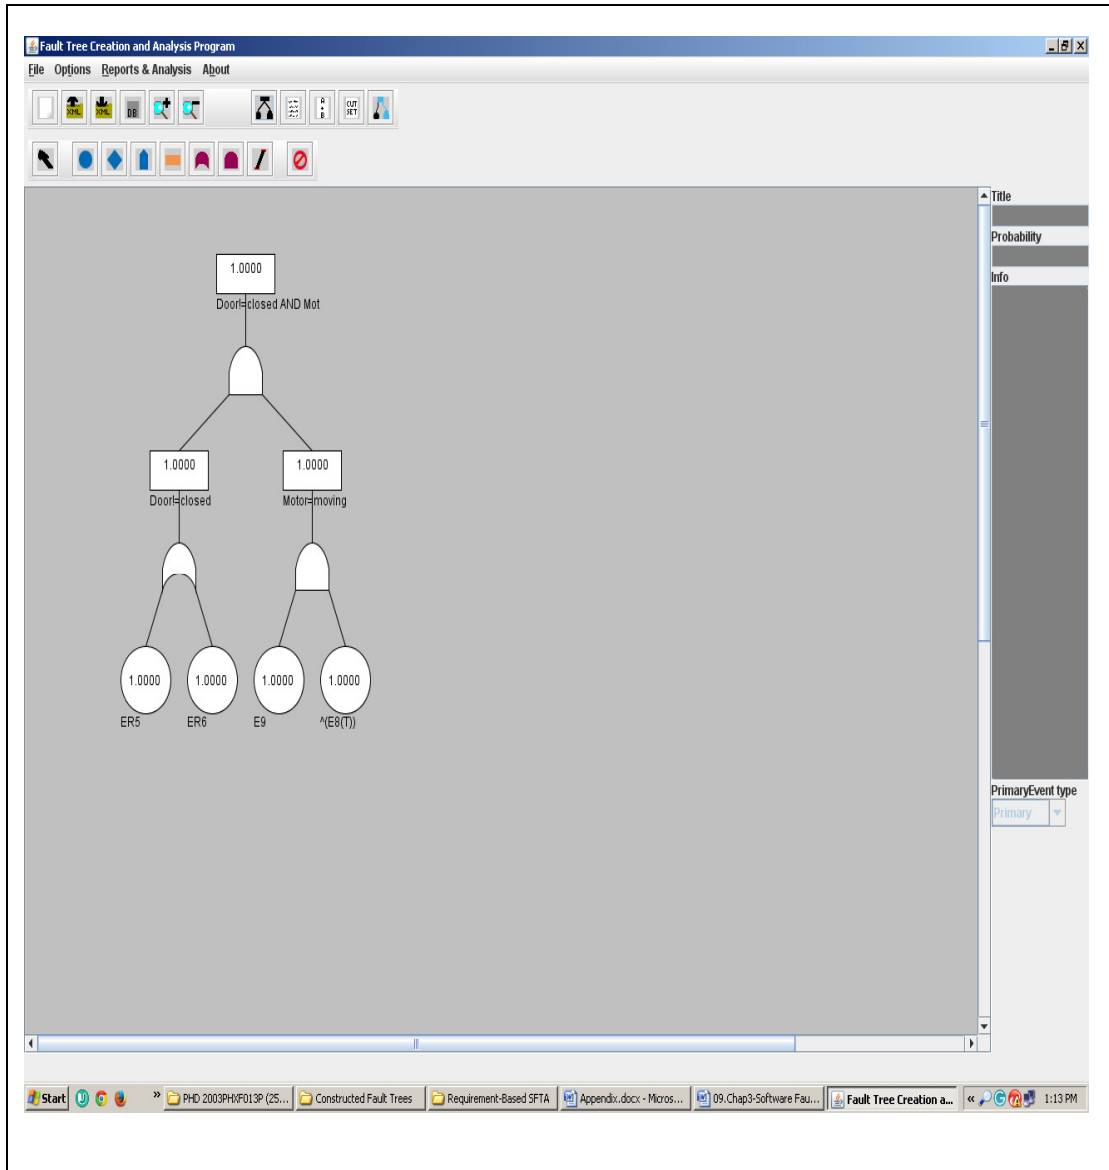 Fault Tree Creation and Analysis Program
File Options Reports & Analysis About
XML XML DB A + B CUT SET
Title
Probability
Info
1.0000
Door!=closed AND Mot
1.0000 1.0000
Door!=closed Motor=moving
1.0000 1.0000 1.0000 1.0000
ER5 ER6 E9 ^(E8(T))
PrimaryEvent type
Primary
Start » PHD 2003PHXF013P (25... Constructed Fault Trees Requirement-Based SFTA Appendix.docx - Micros... 09.Chap3-Software Fau... Fault Tree Creation a... « 1:13 PM